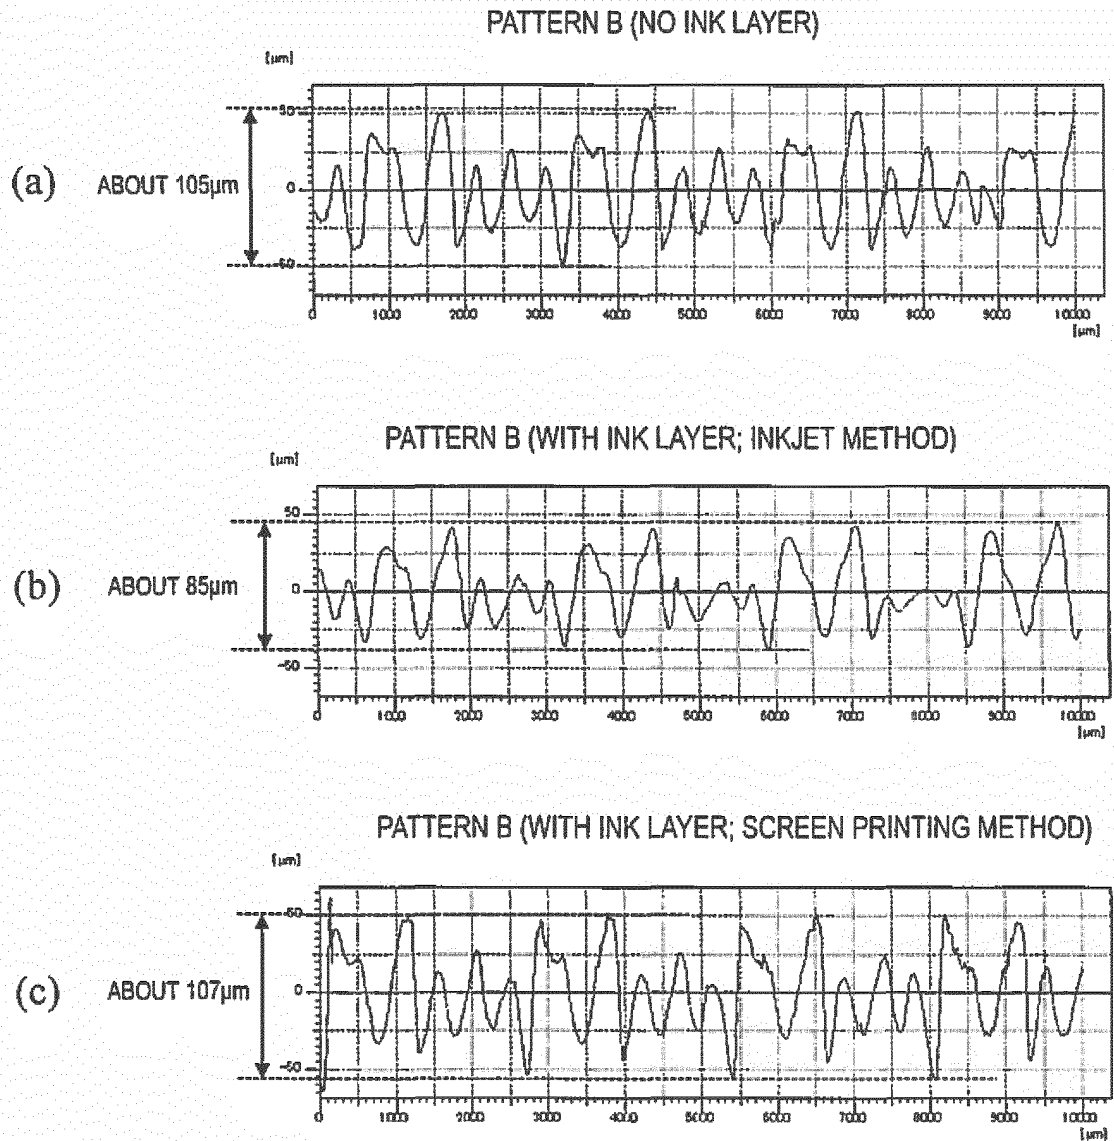 PATTERN B (NO INK LAYER)
[μm]
50
(a) ABOUT 105μm
0
-50
0 1000 2000 3000 4000 5000 6000 7000 8000 9000 10000
[μm]
PATTERN B (WITH INK LAYER; INKJET METHOD)
[μm]
50
(b) ABOUT 85μm
0
-50
0 1000 2000 3000 4000 5000 6000 7000 8000 9000 10000
[μm]
PATTERN B (WITH INK LAYER; SCREEN PRINTING METHOD)
[μm]
50
(c) ABOUT 107μm
0
-50
0 1000 2000 3000 4000 5000 6000 7000 8000 9000 10000
[μm]